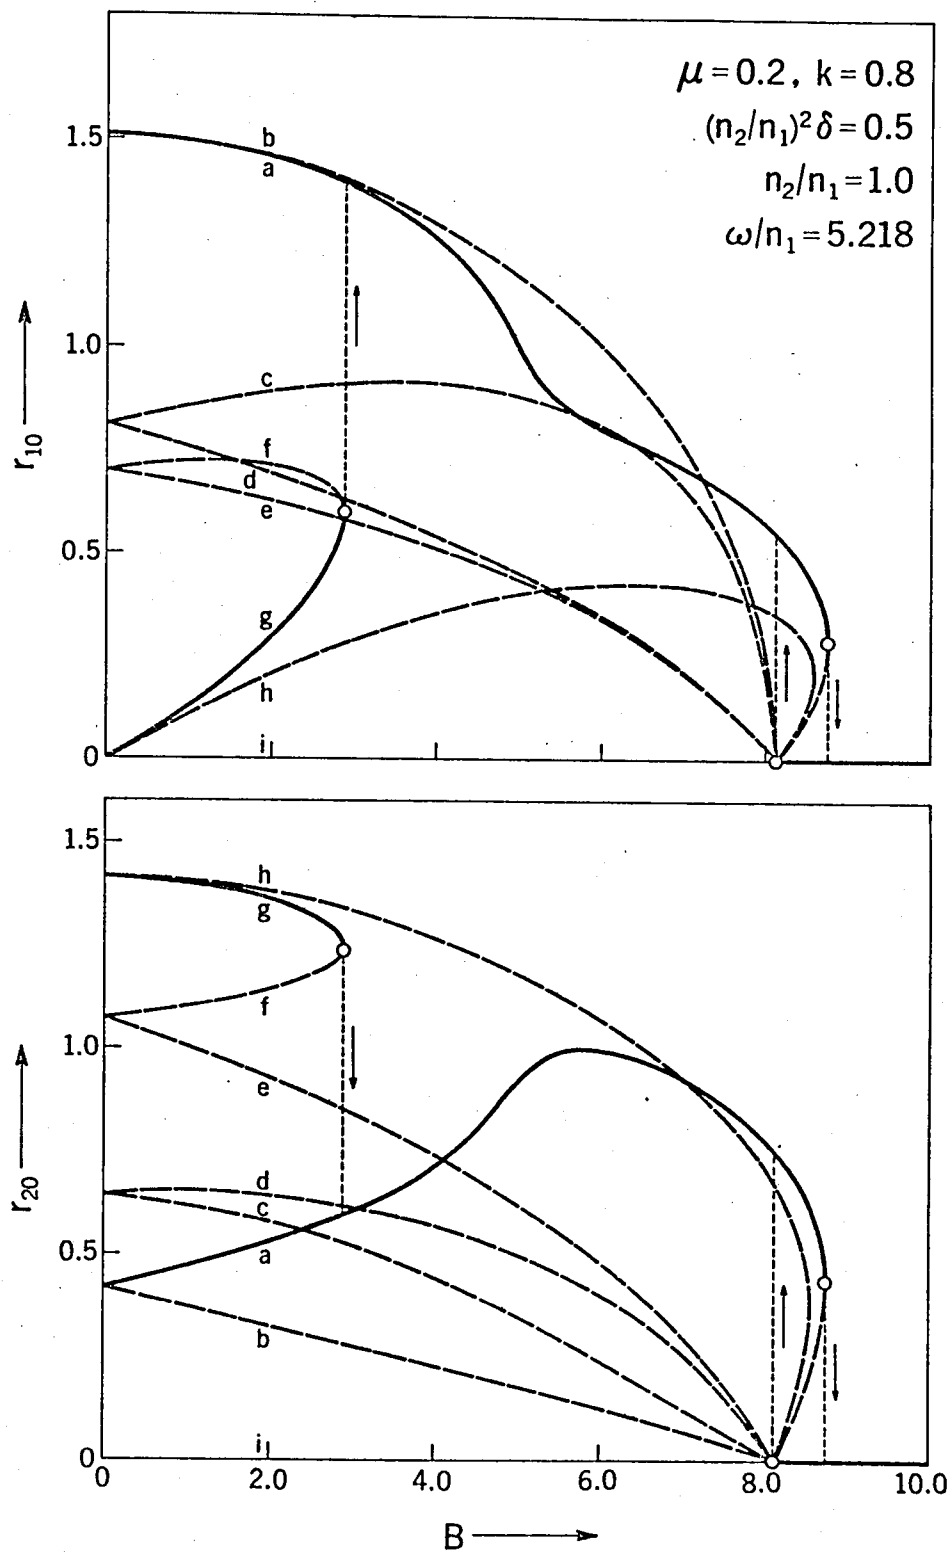 μ=0.2, k=0.8
(n₂/n₁)²δ=0.5
n₂/n₁=1.0
ω/n₁=5.218
1.5
b
a
1.0
c
f
d
e
0.5
g
h
i
0
r₁₀
1.5
h
g
f
1.0
e
d
c
a
0.5
b
i
0
r₂₀
0 2.0 4.0 6.0 8.0 10.0
B